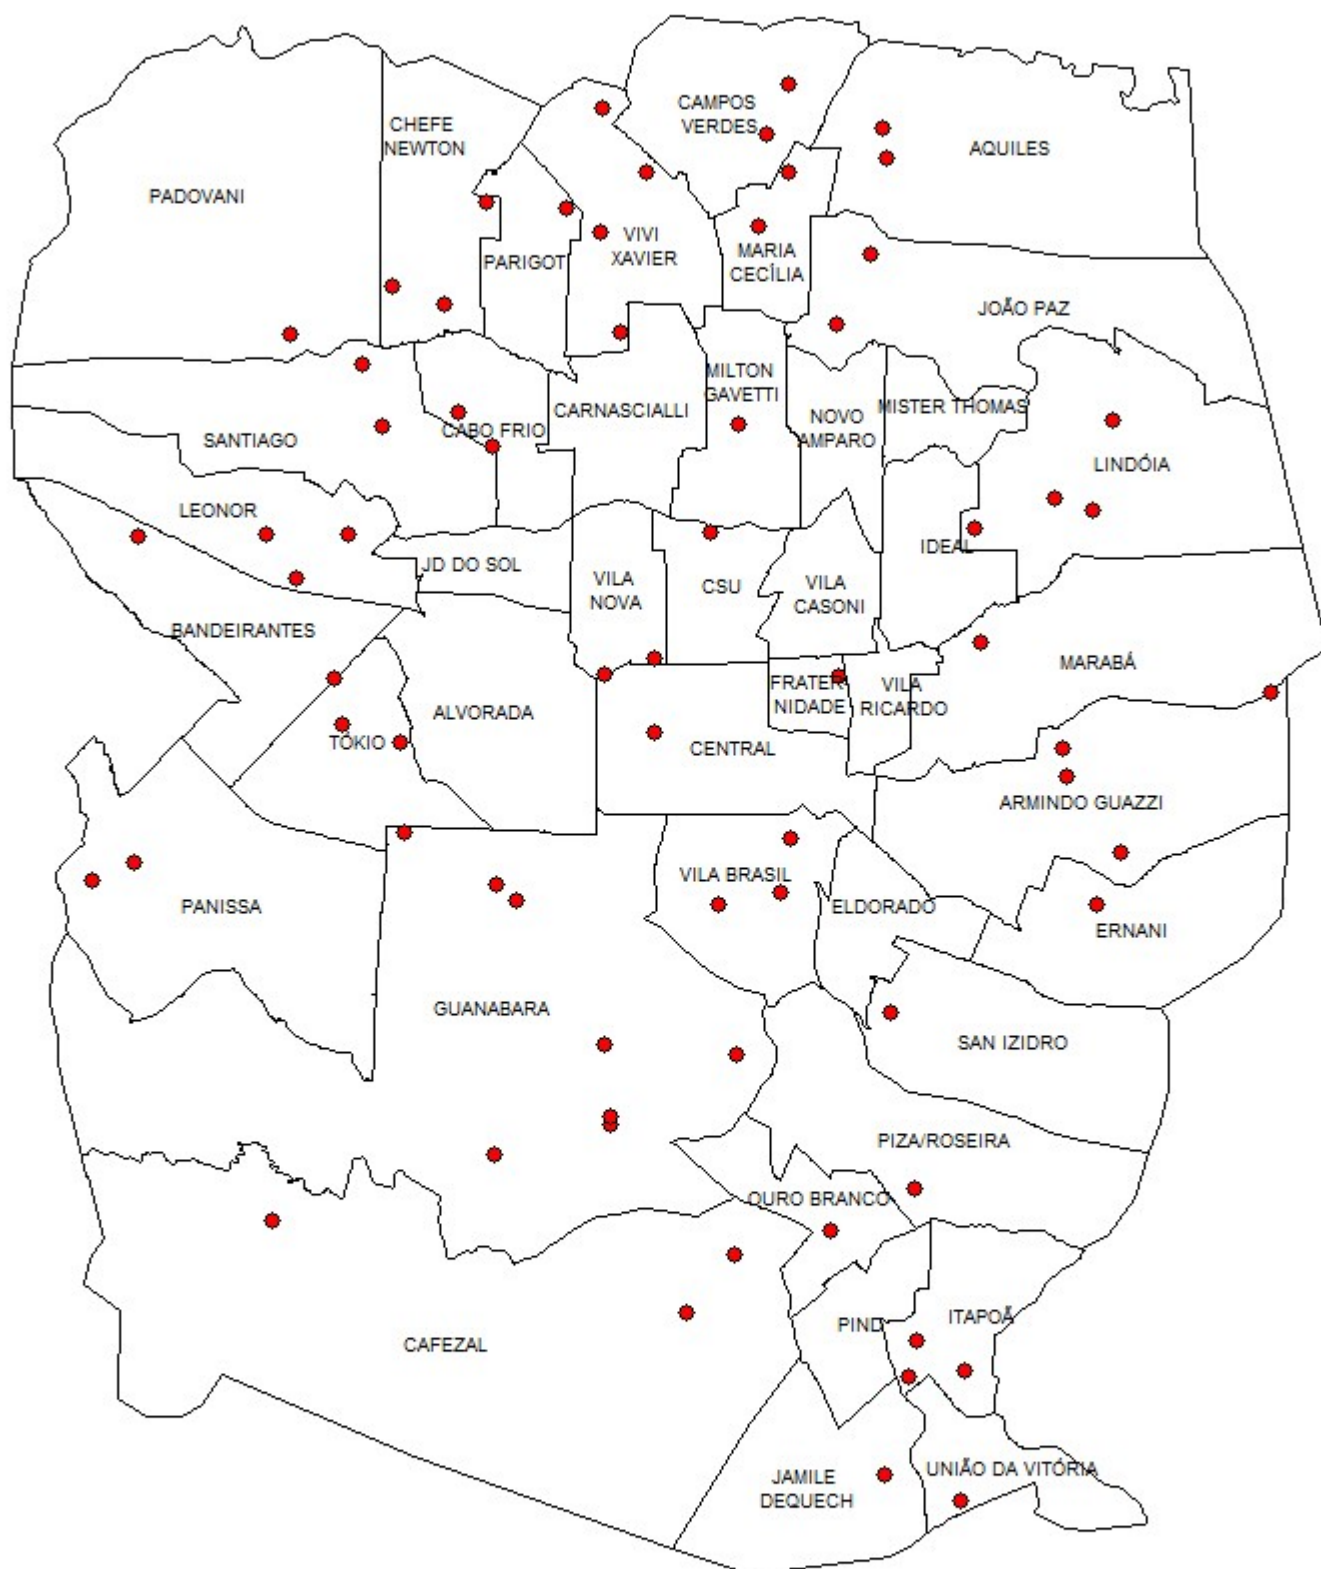 CAMPOS
VERDES
CHEFE
NEWTON
AQUILES
PADOVANI
VIVI
XAVIER
PARIGOT
MARIA
CECÍLIA
JOÃO PAZ
MILTON
GAVETTI
CARNASCIALLI
MISTER THOMAS
NOVO
AMPARO
CABO FRIO
SANTIAGO
LINDÓIA
LEONOR
IDEAL
JD DO SOL
VILA
NOVA
CSU
VILA
CASONI
BANDEIRANTES
MARABÁ
FRATER
NIDADE
VILA
RICARDO
ALVORADA
TÓKIO
CENTRAL
ARMINDO GUAZZI
VILA BRASIL
PANISSA
ELDORADO
ERNANI
GUANABARA
SAN IZIDRO
PIZA/ROSEIRA
OURO BRANCO
ITAPOÃ
PIND
CAFEZAL
JAMILE
DEQUECH
UNIÃO DA VITÓRIA